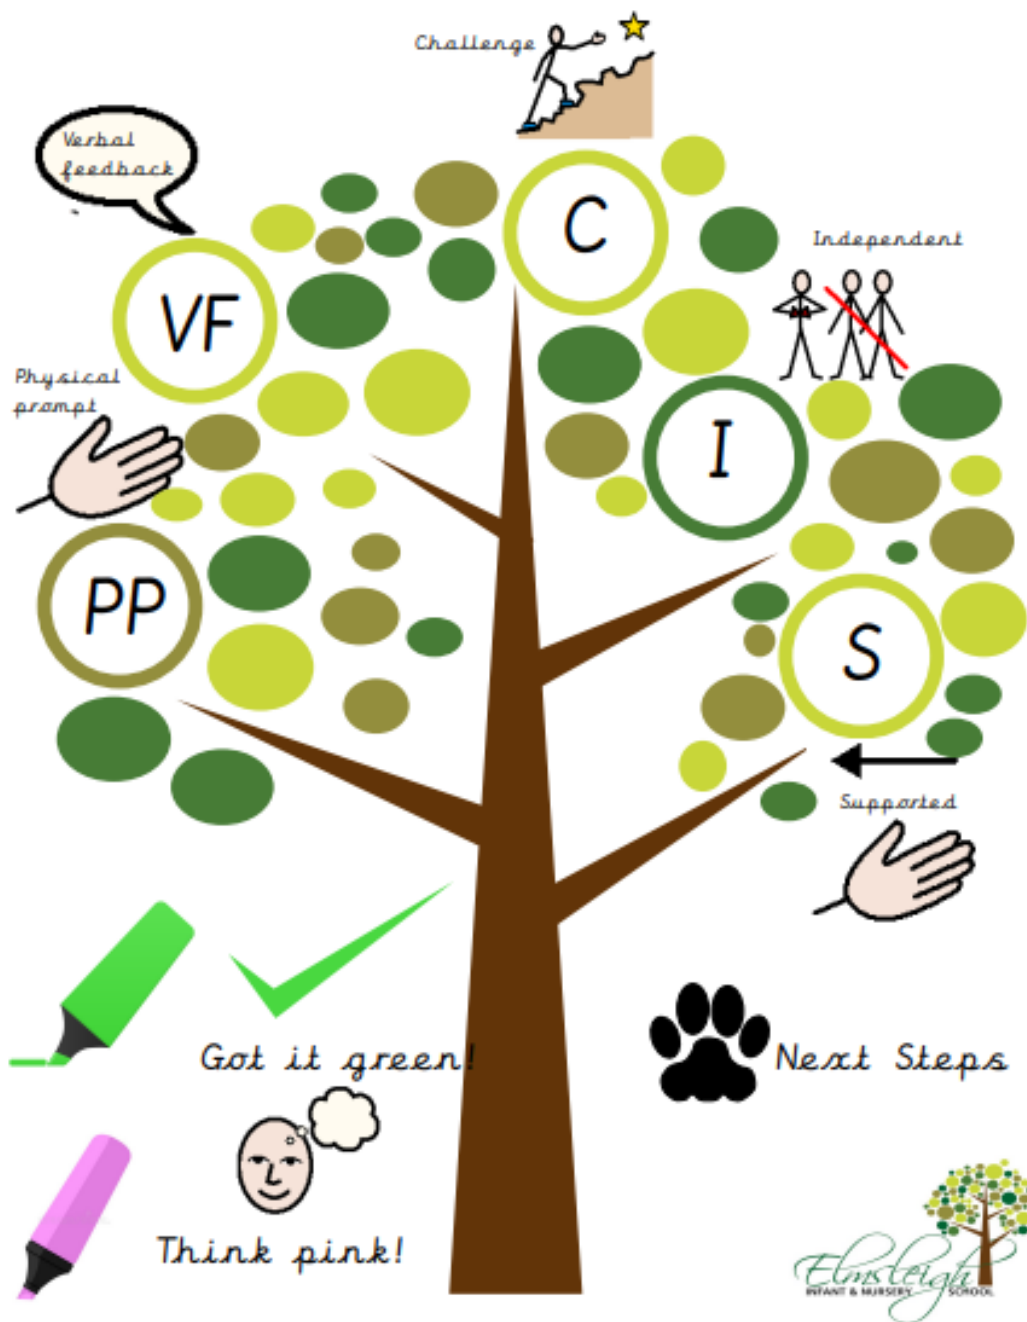 Challenge
Verbal
feedback
C
Independent
VF
Physical
prompt
I
PP
S
Supported
Got it green!
Next Steps
Think pink!
Elmsleigh
INFANT & NURSERY SCHOOL